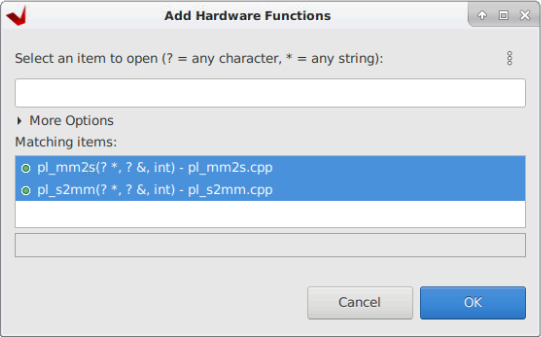 Add Hardware Functions
Select an item to open (? = any character, * = any string):
More Options
Matching items:
pl_mm2s(? *, ? &, int) - pl_mm2s.cpp
pl_s2mm(? *, ? &, int) - pl_s2mm.cpp
Cancel
OK